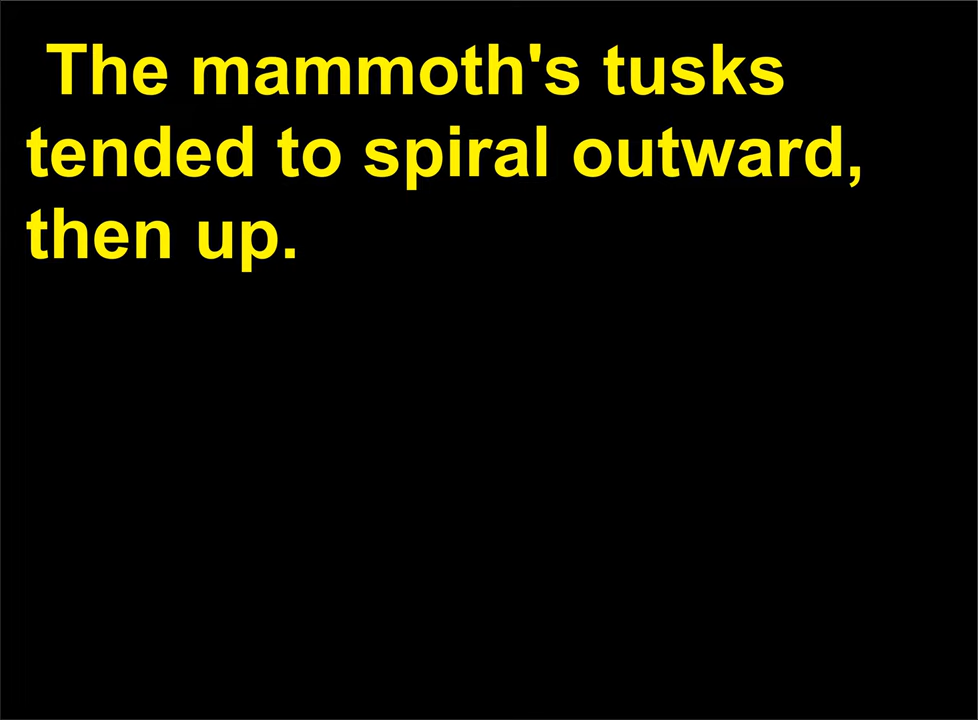 The mammoth's tusks
tended to spiral outward,
then up.